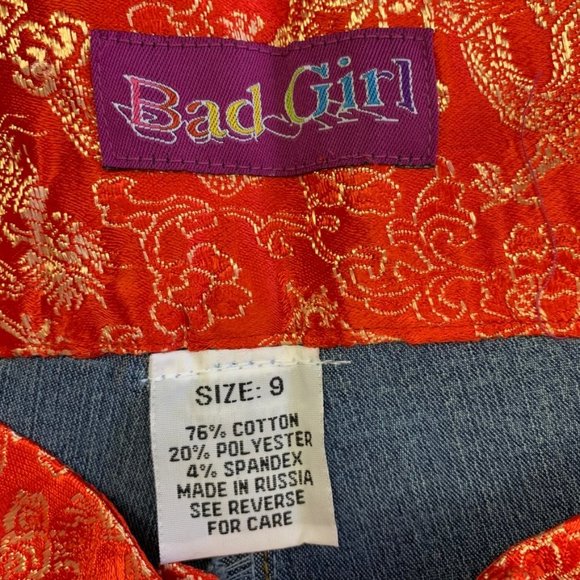 Bad Girl
SIZE: 9
76% COTTON
20% POLYESTER
4% SPANDEX
MADE IN RUSSIA
SEE REVERSE
FOR CARE